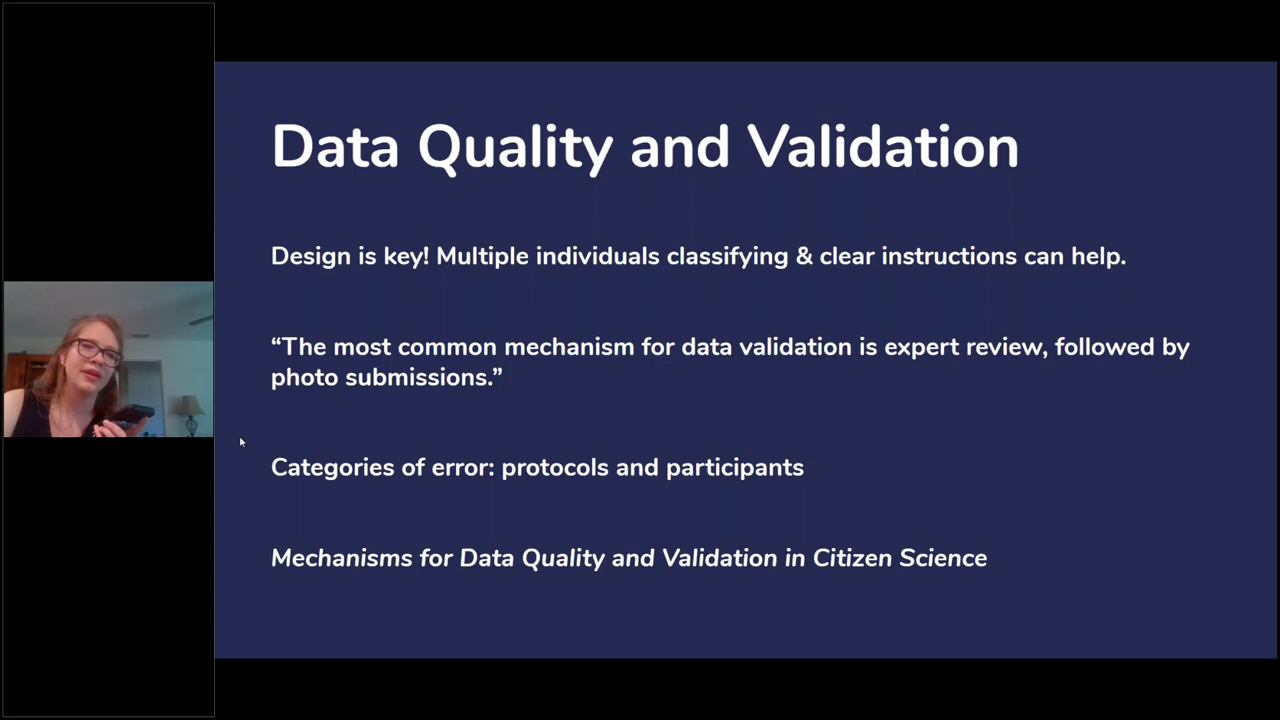 Data Quality and Validation
Design is key! Multiple individuals classifying & clear instructions can help.
“The most common mechanism for data validation is expert review, followed by
photo submissions.”
Categories of error: protocols and participants
Mechanisms for Data Quality and Validation in Citizen Science